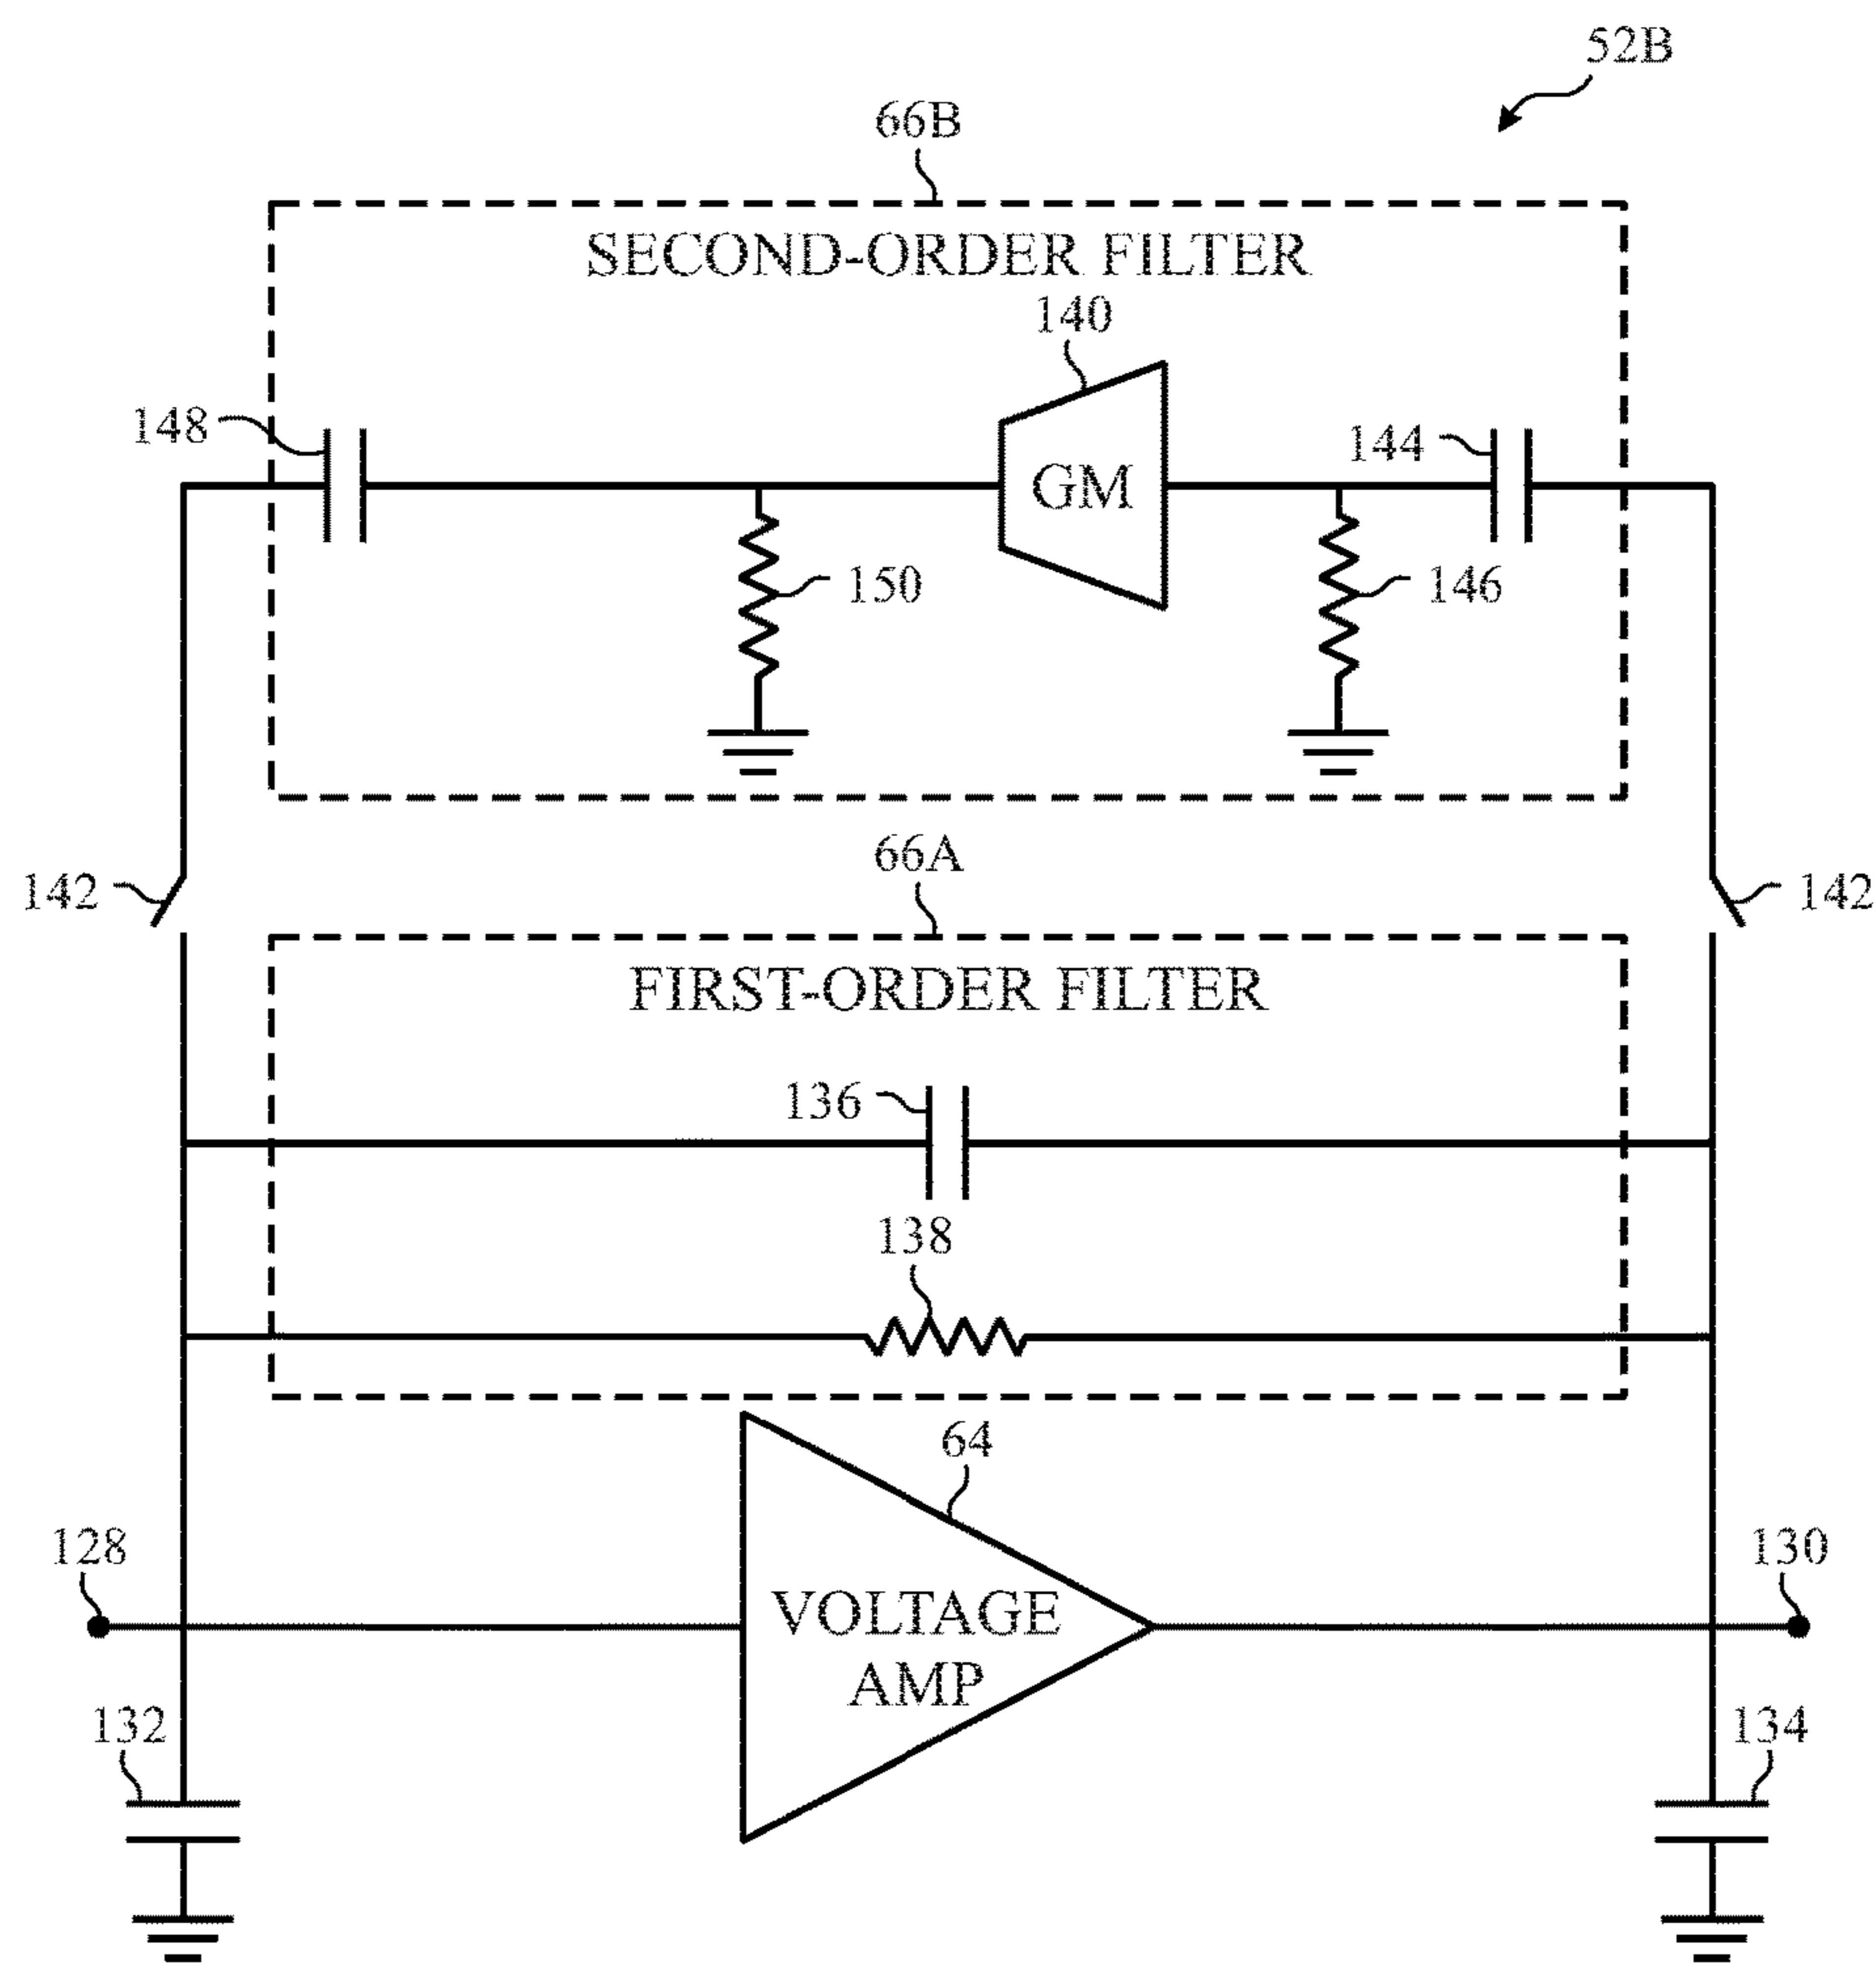 52B
66B
SECOND-ORDER FILTER
140
148
144
GM
150
146
66A
142
142
FIRST-ORDER FILTER
136
138
64
128
130
VOLTAGE
AMP
132
134